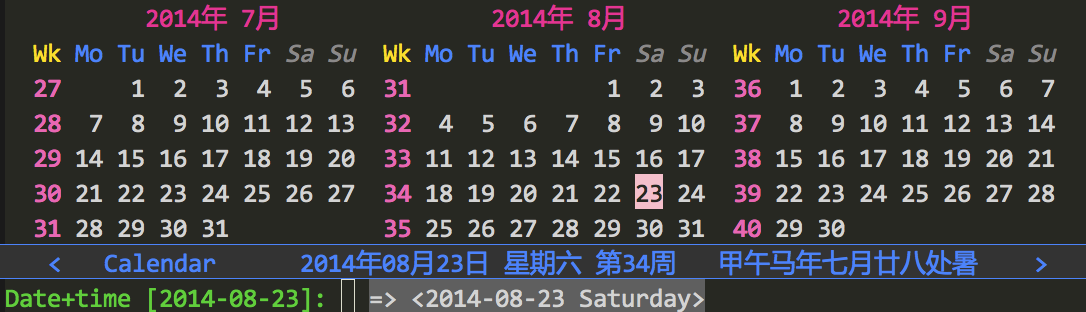 2014年 7月 2014年 8月 2014年 9月
Wk Mo Tu We Th Fr Sa Su Wk Mo Tu We Th Fr Sa Su Wk Mo Tu We Th Fr Sa Su
27 1 2 3 4 5 6 31 1 2 3 36 1 2 3 4 5 6 7
28 7 8 9 10 11 12 13 32 4 5 6 7 8 9 10 37 8 9 10 11 12 13 14
29 14 15 16 17 18 19 20 33 11 12 13 14 15 16 17 38 15 16 17 18 19 20 21
30 21 22 23 24 25 26 27 34 18 19 20 21 22 23 24 39 22 23 24 25 26 27 28
31 28 29 30 31 35 25 26 27 28 29 30 31 40 29 30
< Calendar 2014年08月23日 星期六 第34周 甲午马年七月廿八处暑 >
Date+time [2014-08-23]: => <2014-08-23 Saturday>